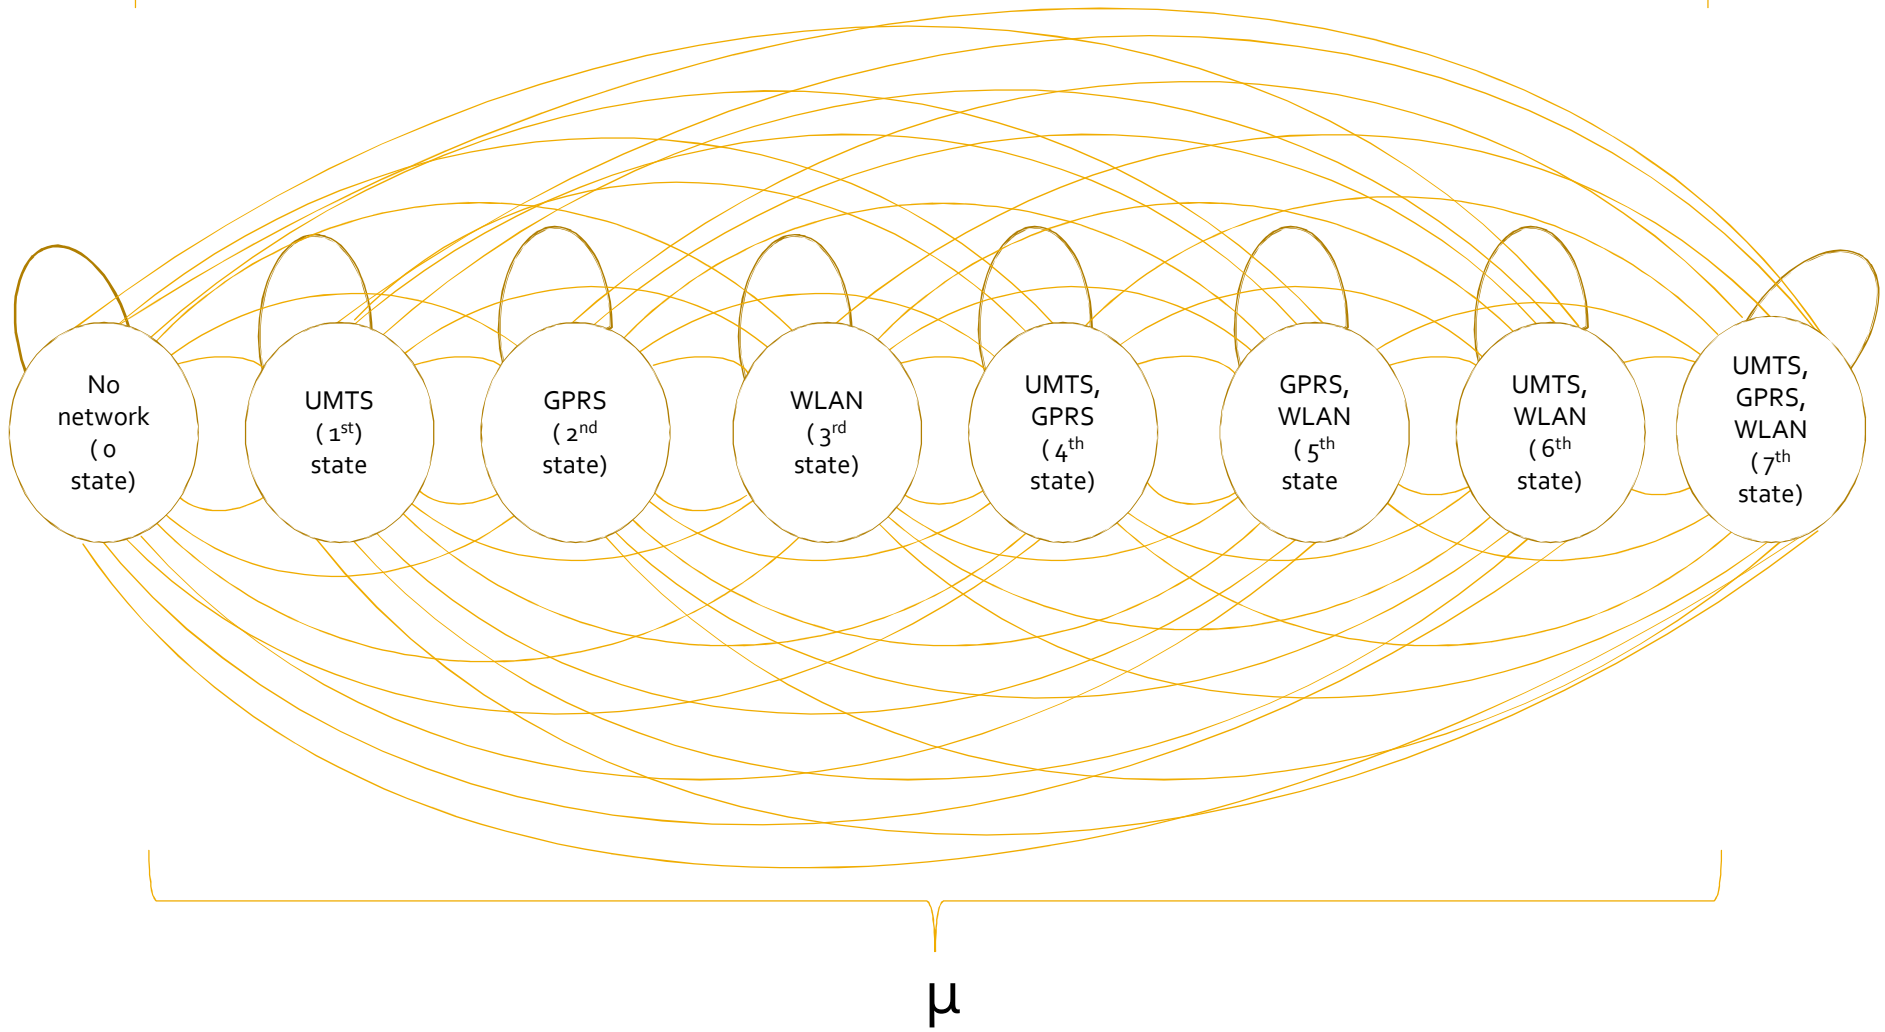 No
network
( 0
state)
UMTS
( 1st)
state
GPRS
( 2nd
state)
WLAN
( 3rd
state)
UMTS,
GPRS
( 4th
state)
GPRS,
WLAN
( 5th
state
UMTS,
WLAN
( 6th
state)
UMTS,
GPRS,
WLAN
( 7th
state)
μ